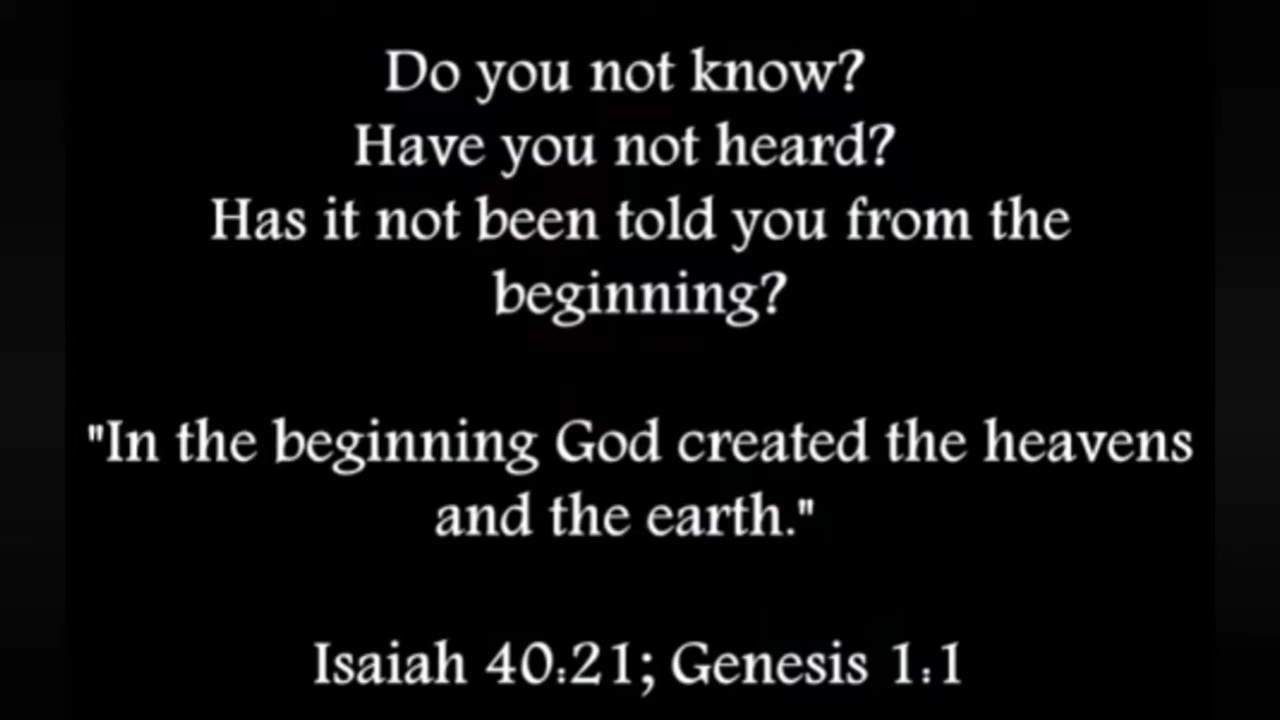 Do you not know?
Have you not heard?
Has it not been told you from the
beginning?
"In the beginning God created the heavens
and the earth."
Isaiah 40:21; Genesis 1:1